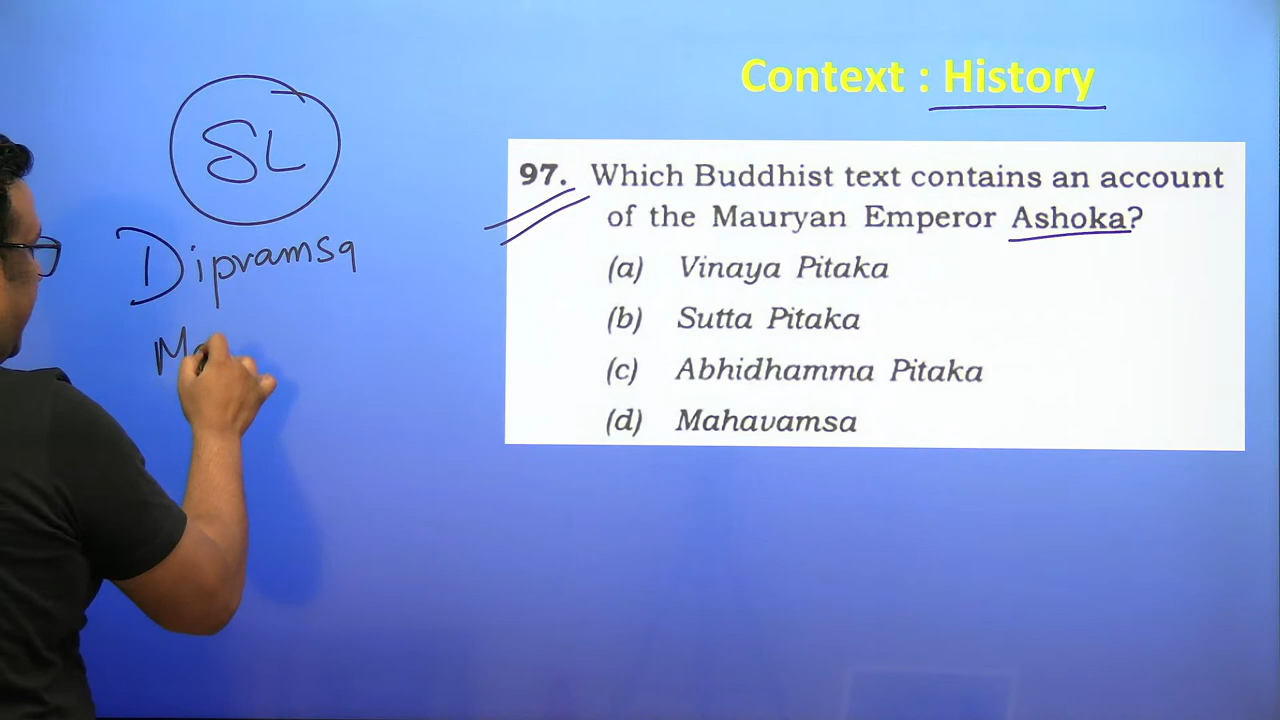 Context : History
SL
Dipramsa
M
97. Which Buddhist text contains an account
of the Mauryan Emperor Ashoka?
(a) Vinaya Pitaka
(b) Sutta Pitaka
(c) Abhidhamma Pitaka
(d) Mahavamsa